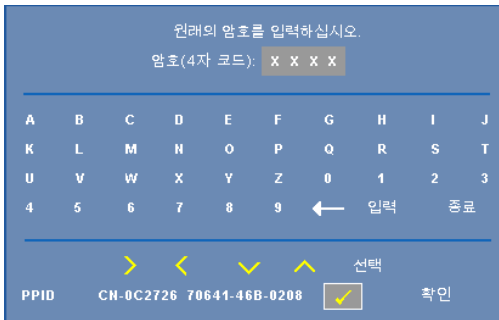 원래의 암호를 입력하십시오.
암호(4자 코드): X X X X
A B C D E F G H I J
K L M N O P Q R S T
U V W X Y Z 0 1 2 3
4 5 6 7 8 9 ← 입력 종료
선택
PPID CN-0C2726 70641-46B-0208 확인